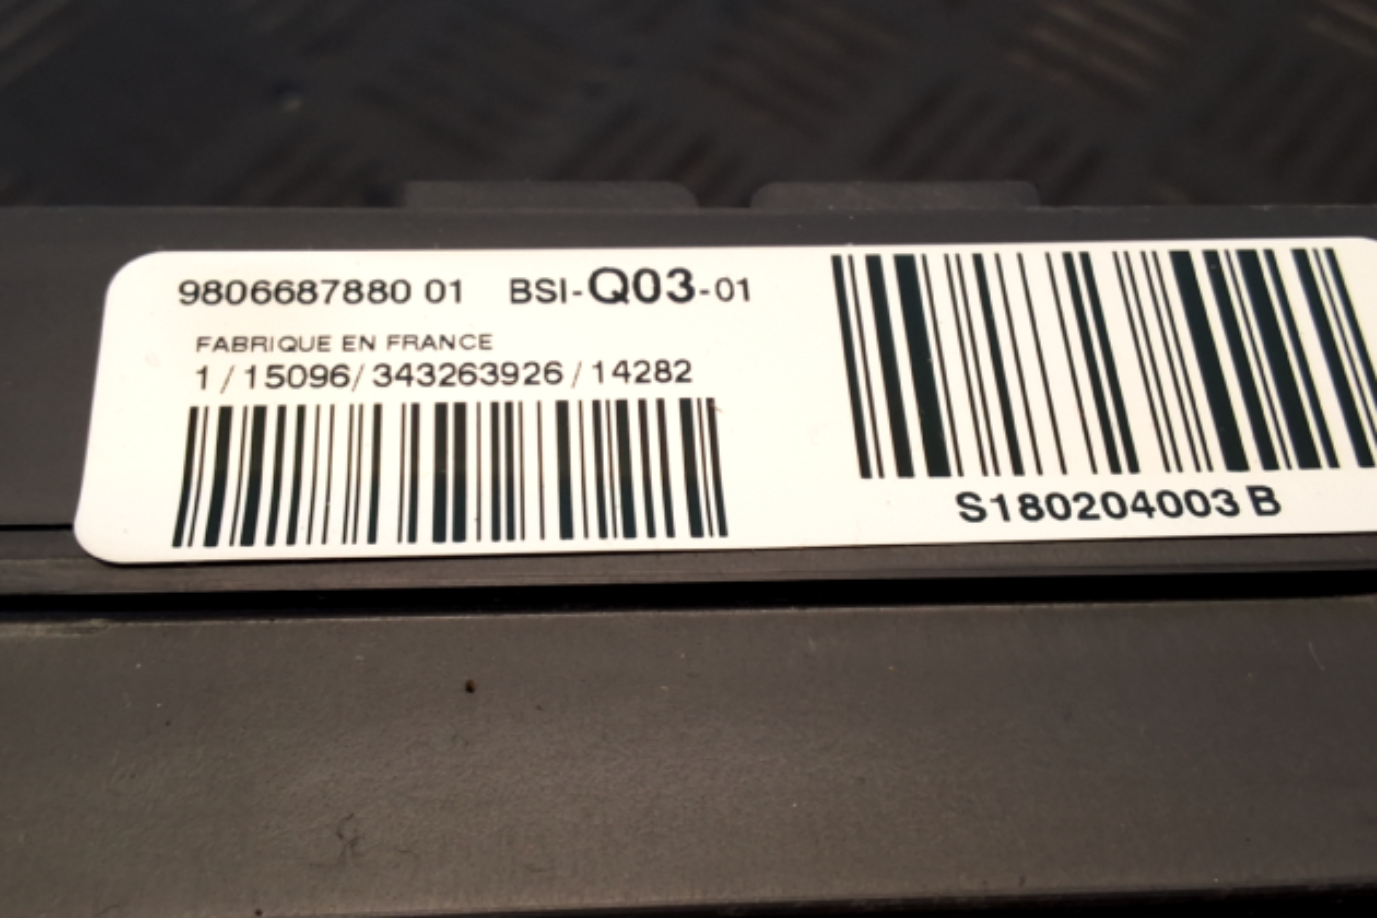 9806687880 01 BSI-Q03-01
FABRIQUE EN FRANCE
1/15096/343263926/14282
S180204003 B